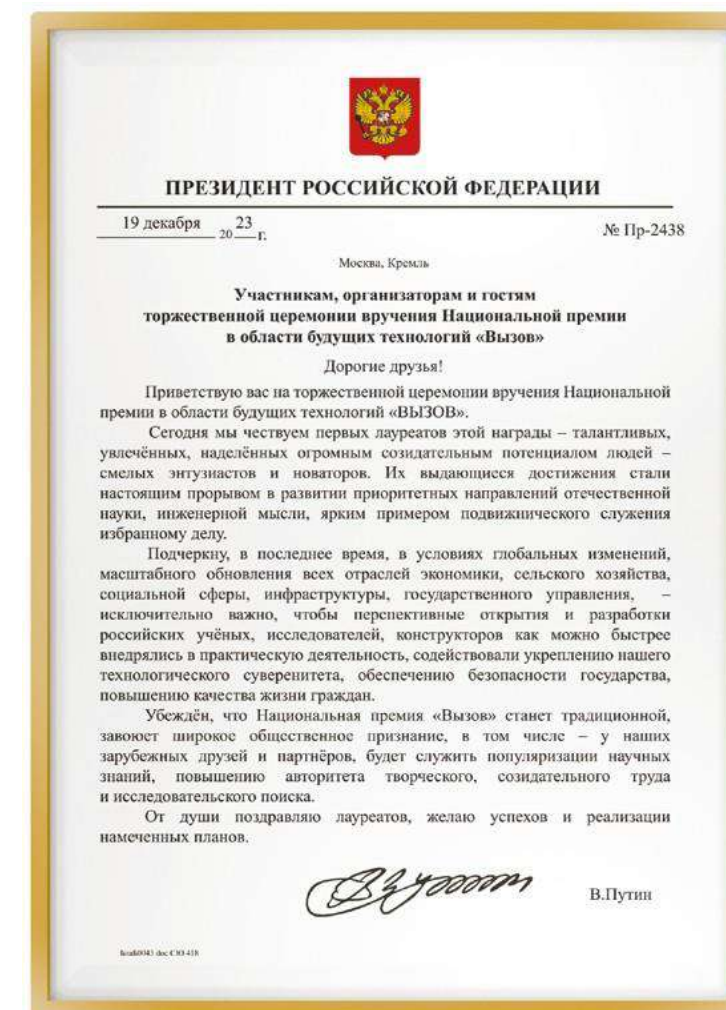 ПРЕЗИДЕНТ РОССИЙСКОЙ ФЕДЕРАЦИИ
19 декабря 20 23 г.
№ Пр-2438
Москва, Кремль
Участникам, организаторам и гостям
торжественной церемонии вручения Национальной премии
в области будущих технологий «Вызов»
Дорогие друзья!
Приветствую вас на торжественной церемонии вручения Национальной
премии в области будущих технологий «ВЫЗОВ».
Сегодня мы чествуем первых лауреатов этой награды – талантливых,
увлечённых, наделённых огромным созидательным потенциалом людей –
смелых энтузиастов и новаторов. Их выдающиеся достижения стали
настоящим прорывом в развитии приоритетных направлений отечественной
науки, инженерной мысли, ярким примером подвижнического служения
избранному делу.
Подчеркну, в последнее время, в условиях глобальных изменений,
масштабного обновления всех отраслей экономики, сельского хозяйства,
социальной сферы, инфраструктуры, государственного управления, –
исключительно важно, чтобы перспективные открытия и разработки
российских учёных, исследователей, конструкторов как можно быстрее
внедрялись в практическую деятельность, содействовали укреплению нашего
технологического суверенитета, обеспечению безопасности государства,
повышению качества жизни граждан.
Убеждён, что Национальная премия «Вызов» станет традиционной,
завоюет широкое общественное признание, в том числе – у наших
зарубежных друзей и партнёров, будет служить популяризации научных
знаний, повышению авторитета творческого, созидательного труда
и исследовательского поиска.
От души поздравляю лауреатов, желаю успехов и реализации
намеченных планов.
В.Путин